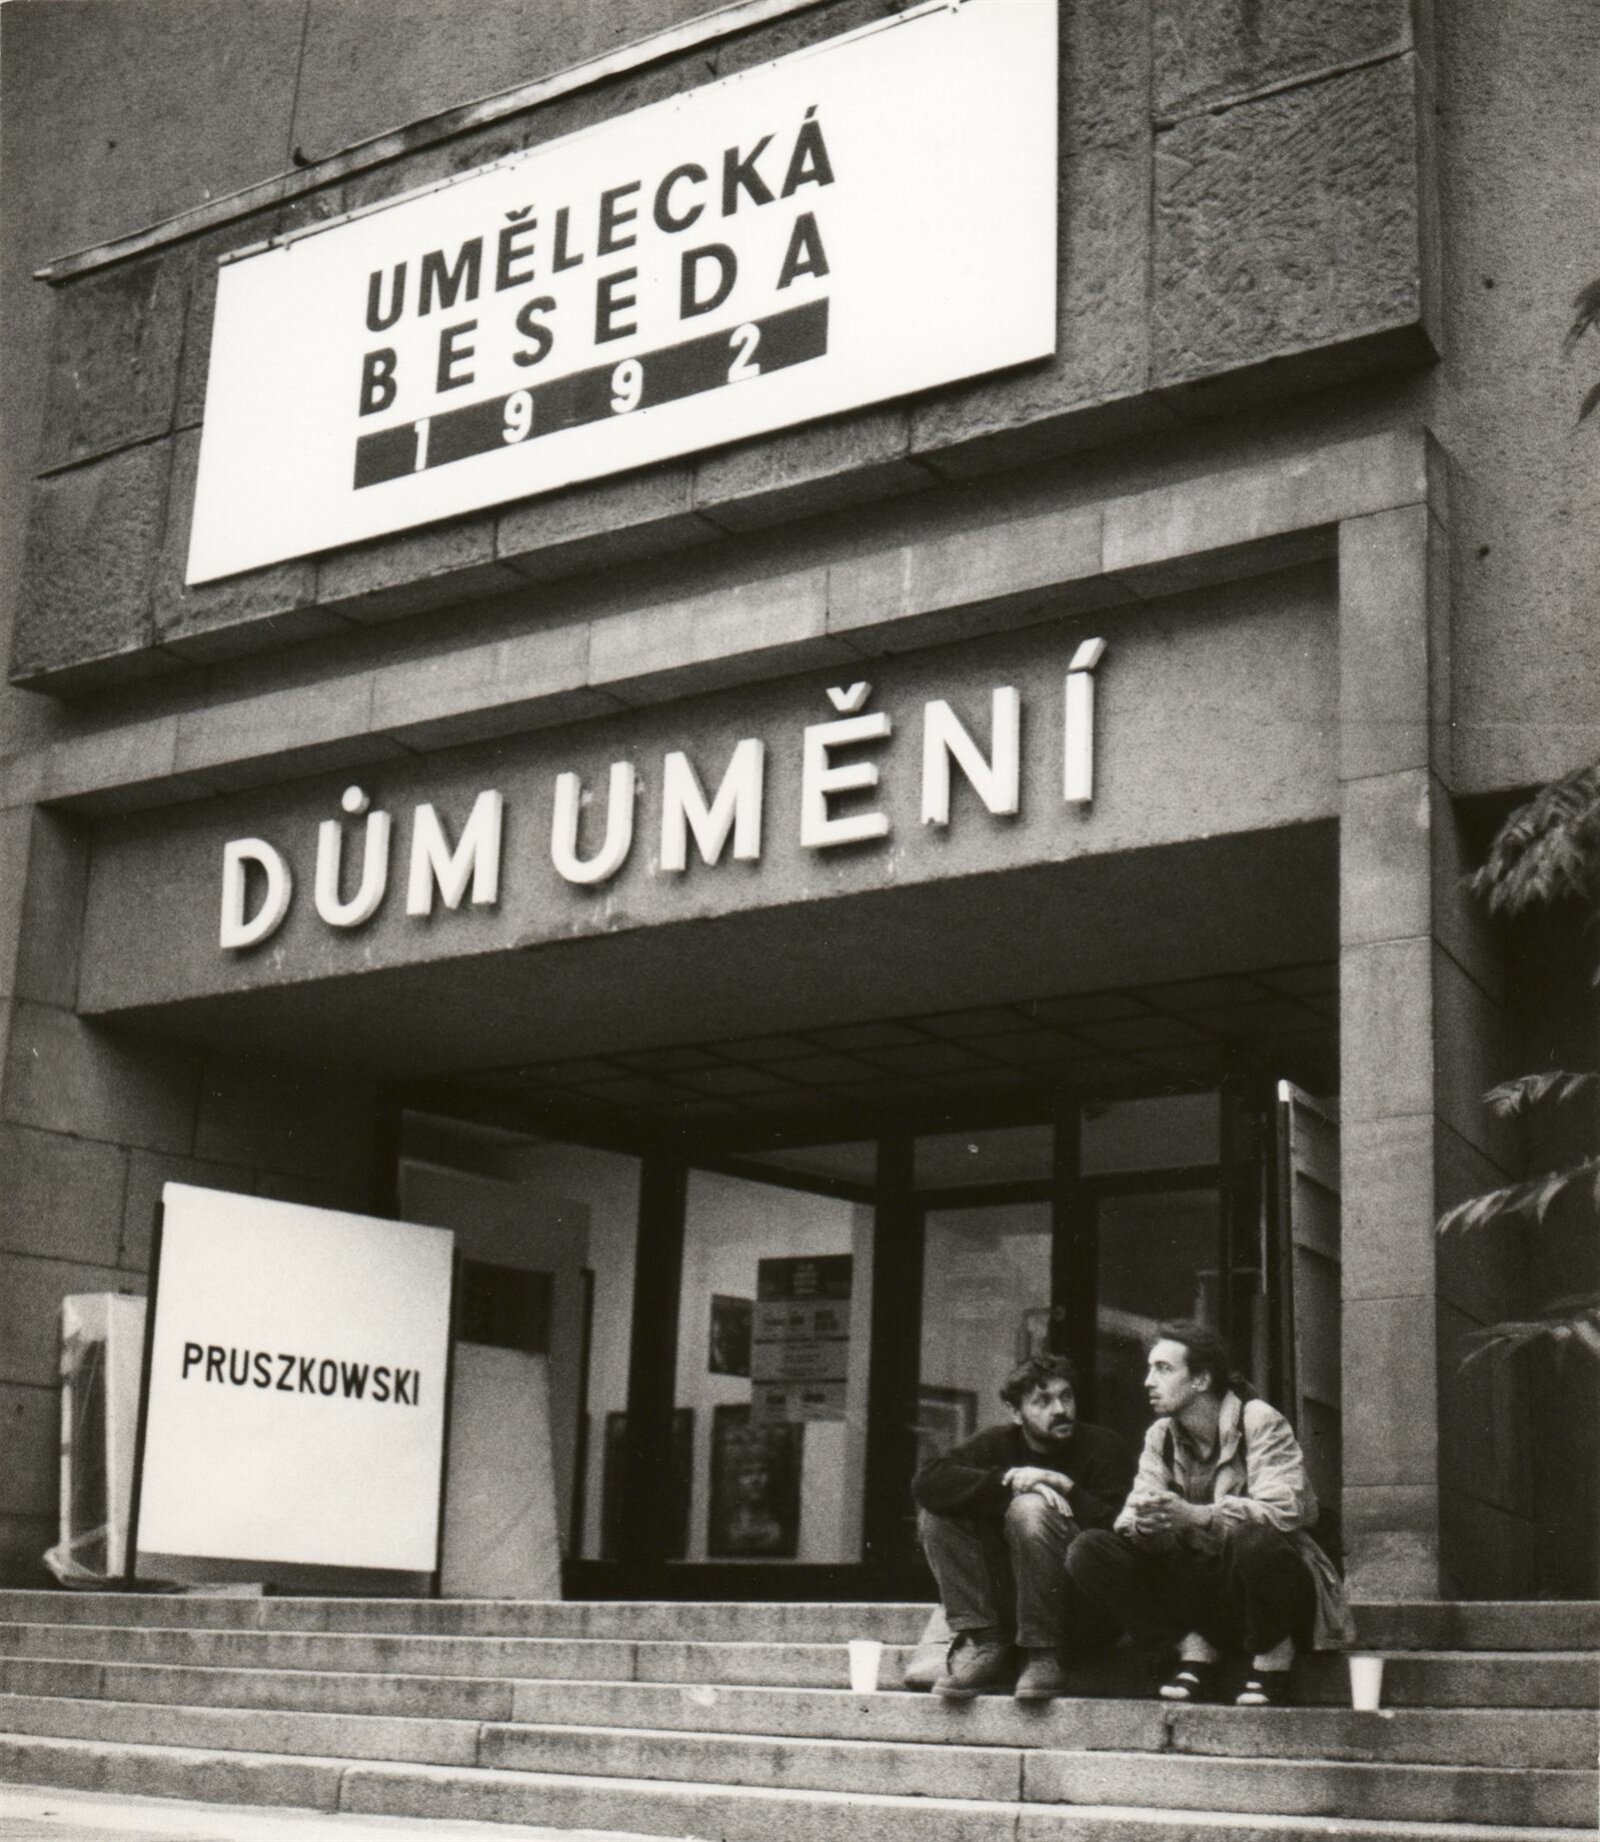 UMĚLECKÁ
BESEDA
1992
DŮM UMĚNÍ
PRUSZKOWSKI